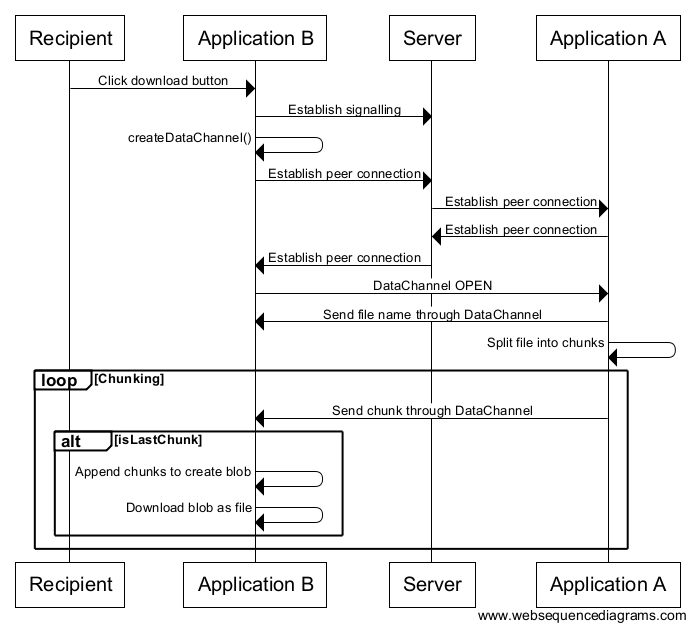 Recipient
Application B
Server
Application A
Click download button
Establish signalling
createDataChannel()
Establish peer connection
Establish peer connection
Establish peer connection
Establish peer connection
DataChannel OPEN
Send file name through DataChannel
Split file into chunks
loop [Chunking]
Send chunk through DataChannel
alt [isLastChunk]
Append chunks to create blob
Download blob as file
Recipient
Application B
Server
Application A
www.websequencediagrams.com